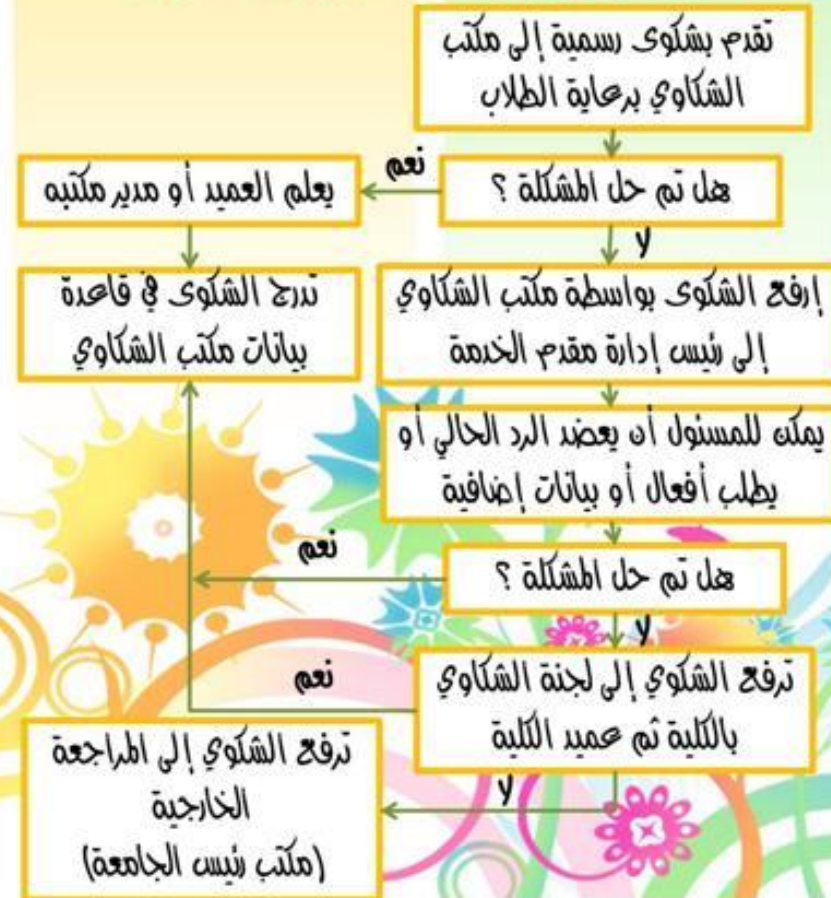 تقدم بشكوى رسمية إلى مكتب
الشكاوي برعاية الطلاب
هل تم حل المشكلة ؟
نعم
يعلم العميد أو مدير مكتبه
تدرج الشكوى في قاعدة
بيانات مكتب الشكاوي
لا
إرفع الشكوى بواسطة مكتب الشكاوي
إلى رئيس إدارة مقدم الخدمة
يمكن للمسئول أن يعضد الرد الحالي أو
يطلب أفعال أو بيانات إضافية
هل تم حل المشكلة ؟
نعم
لا
ترفع الشكوي إلى لجنة الشكاوي
بالكلية ثم عميد الكلية
نعم
لا
ترفع الشكوي إلى المراجعة
الخارجية
(مكتب رئيس الجامعة)